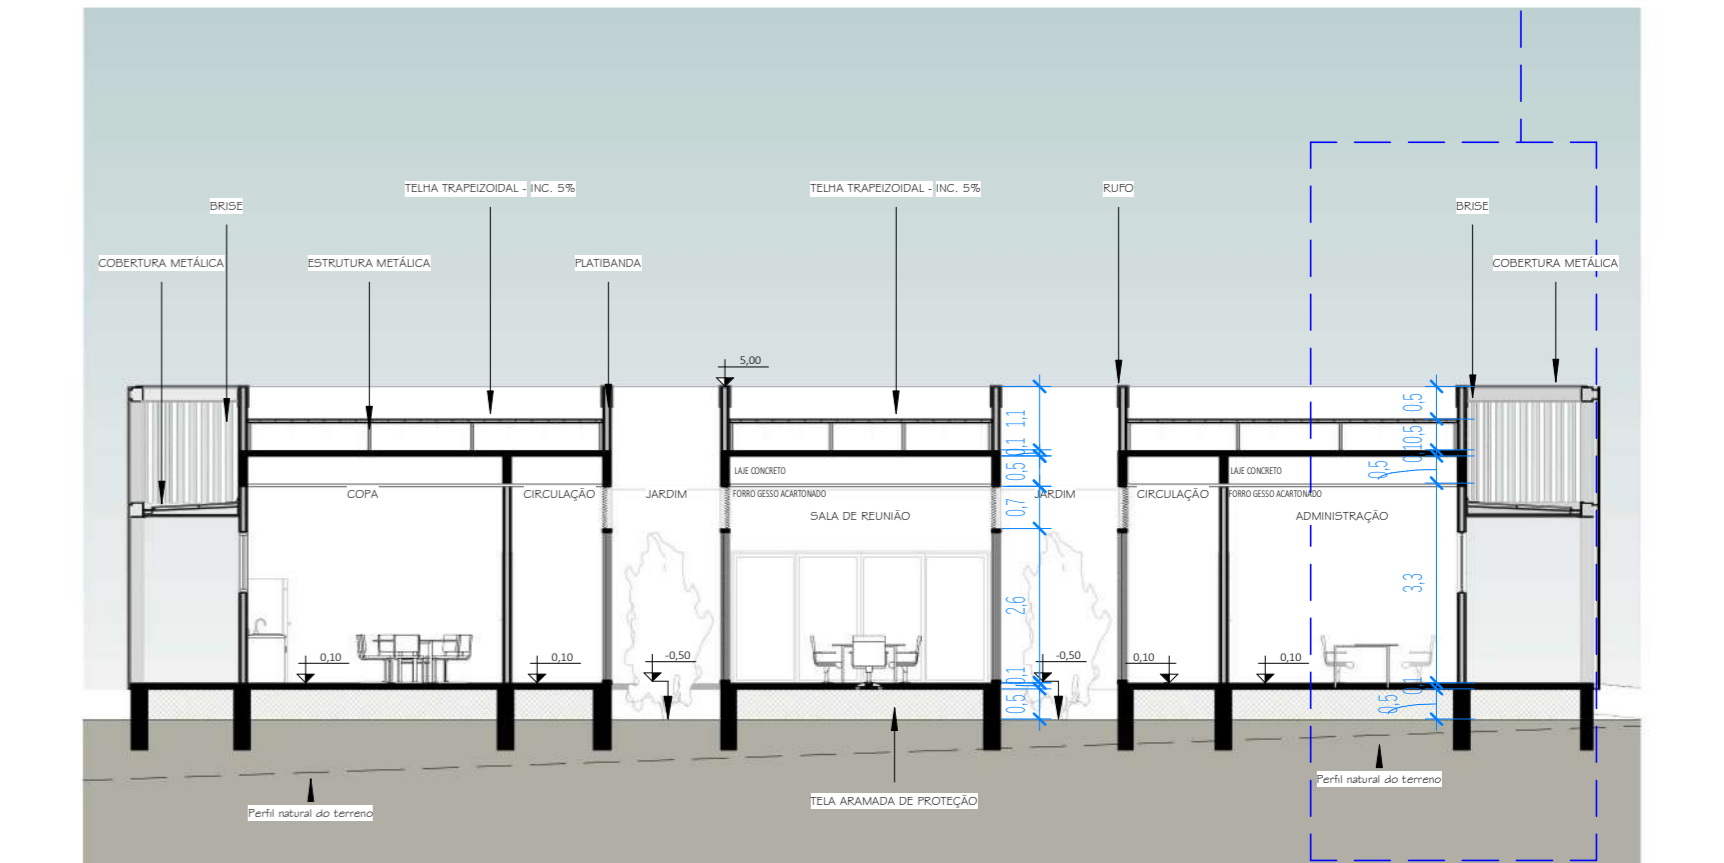 TELHA TRAPEIZOIDAL - INC. 5%
TELHA TRAPEIZOIDAL - INC. 5%
RUFO
BRISE
BRISE
COBERTURA METÁLICA
ESTRUTURA METÁLICA
PLATIBANDA
COBERTURA METÁLICA
5,00
0,5
1,1
0,5
0,1
0,1
LAJE CONCRETO
0,5
0,5
LAJE CONCRETO
COPA
CIRCULAÇÃO
JARDIM
FORRO GESSO ACARTONADO
JARDIM
CIRCULAÇÃO
FORRO GESSO ACARTONADO
0,7
SALA DE REUNIÃO
ADMINISTRAÇÃO
3,3
2,6
0,10
0,10
-0,50
-0,50
0,10
0,10
0,1
0,1
0,5
0,5
Perfil natural do terreno
Perfil natural do terreno
TELA ARAMADA DE PROTEÇÃO